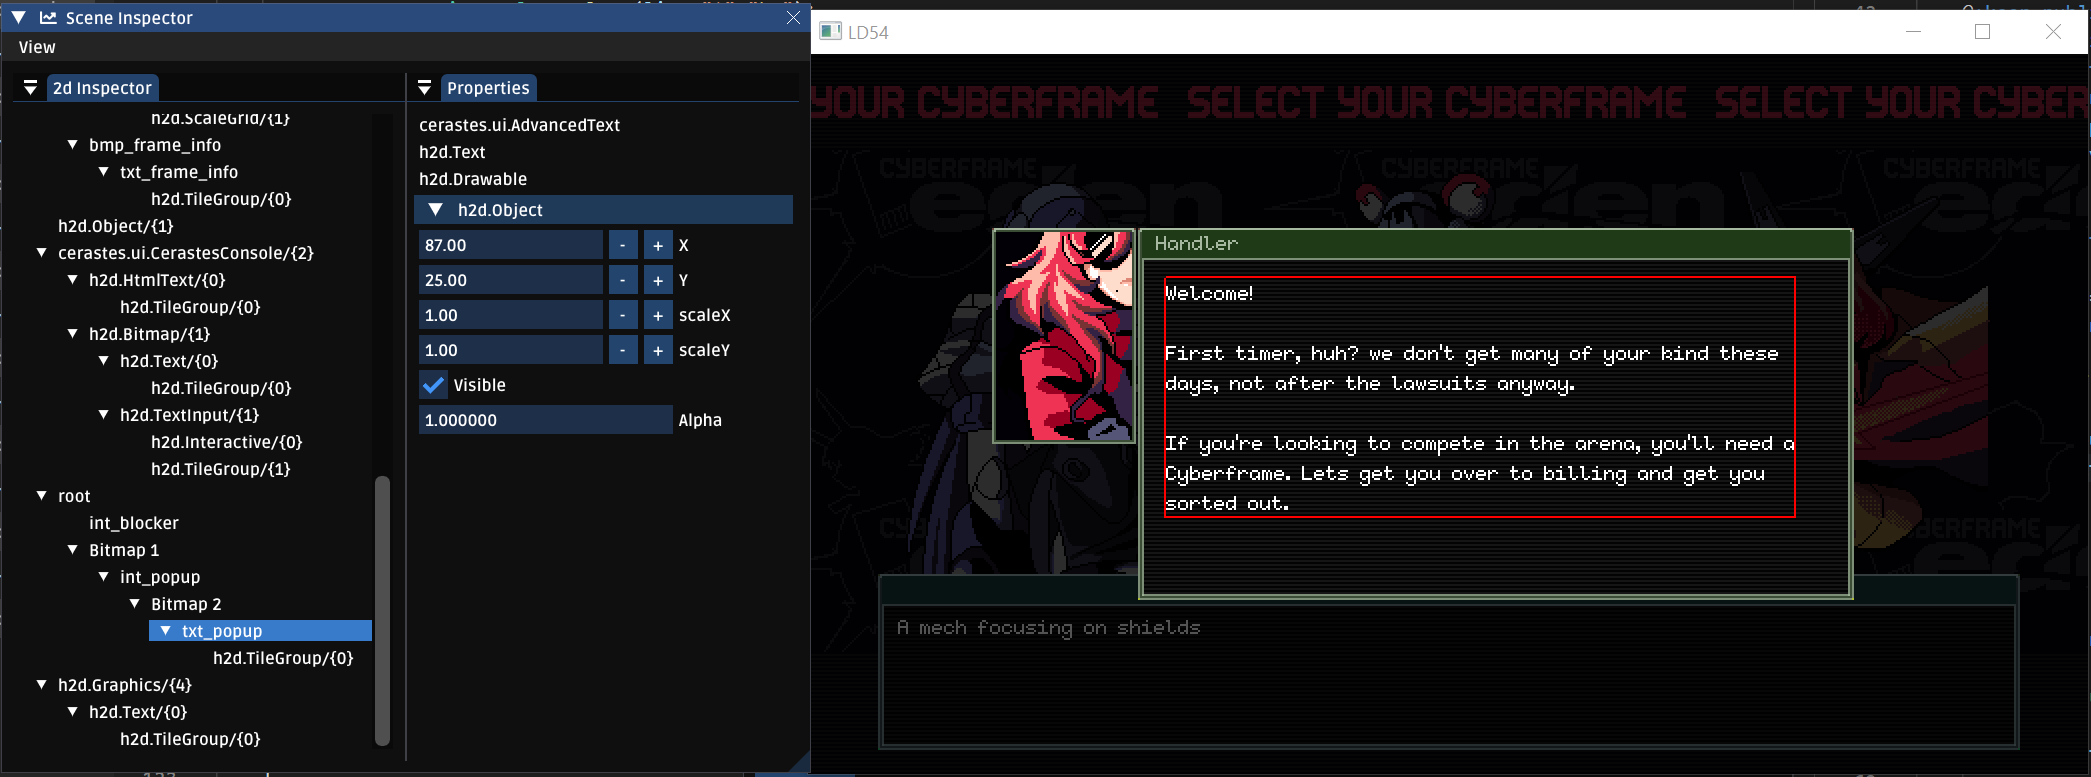 Scene Inspector
View
2d Inspector
h2d.ScaleGrid/{1}
bmp_frame_info
txt_frame_info
h2d.TileGroup/{0}
h2d.Object/{1}
cerastes.ui.CerastesConsole/{2}
h2d.HtmlText/{0}
h2d.TileGroup/{0}
h2d.Bitmap/{1}
h2d.Text/{0}
h2d.TileGroup/{0}
h2d.TextInput/{1}
h2d.Interactive/{0}
h2d.TileGroup/{1}
root
int_blocker
Bitmap 1
int_popup
Bitmap 2
txt_popup
h2d.TileGroup/{0}
h2d.Graphics/{4}
h2d.Text/{0}
h2d.TileGroup/{0}
Properties
cerastes.ui.AdvancedText
h2d.Text
h2d.Drawable
h2d.Object
87.00 - + X
25.00 - + Y
1.00 - + scaleX
1.00 - + scaleY
Visible
1.000000 Alpha
LD54
YOUR CYBERFRAME SELECT YOUR CYBERFRAME SELECT YOUR CYBERFR
CYBERFRAME CYBERFRAME CYBERFRAME
eden eden eden
Handler
Welcome!
First timer, huh? we don't get many of your kind these
days, not after the lawsuits anyway.
If you're looking to compete in the arena, you'll need a
Cyberframe. Lets get you over to billing and get you
sorted out.
A mech focusing on shields